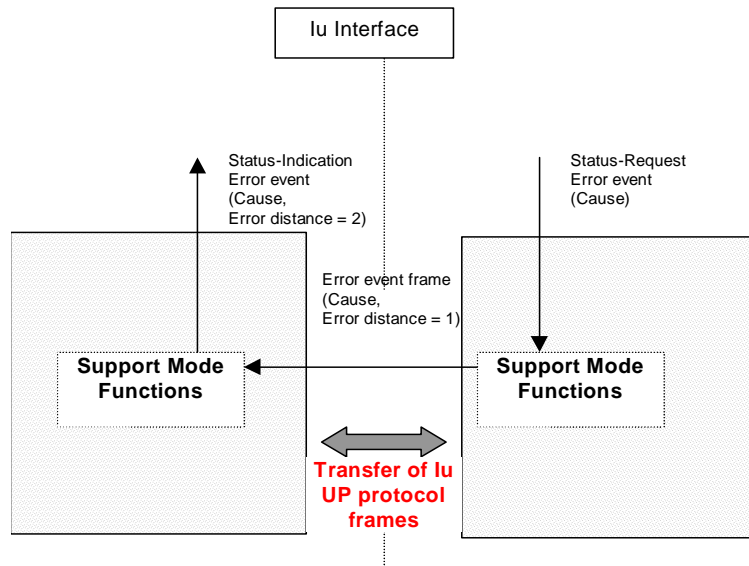 Iu Interface
Status-Indication
Error event
(Cause,
Error distance = 2)
Status-Request
Error event
(Cause)
Error event frame
(Cause,
Error distance = 1)
Support Mode
Functions
Support Mode
Functions
Transfer of Iu
UP protocol
frames